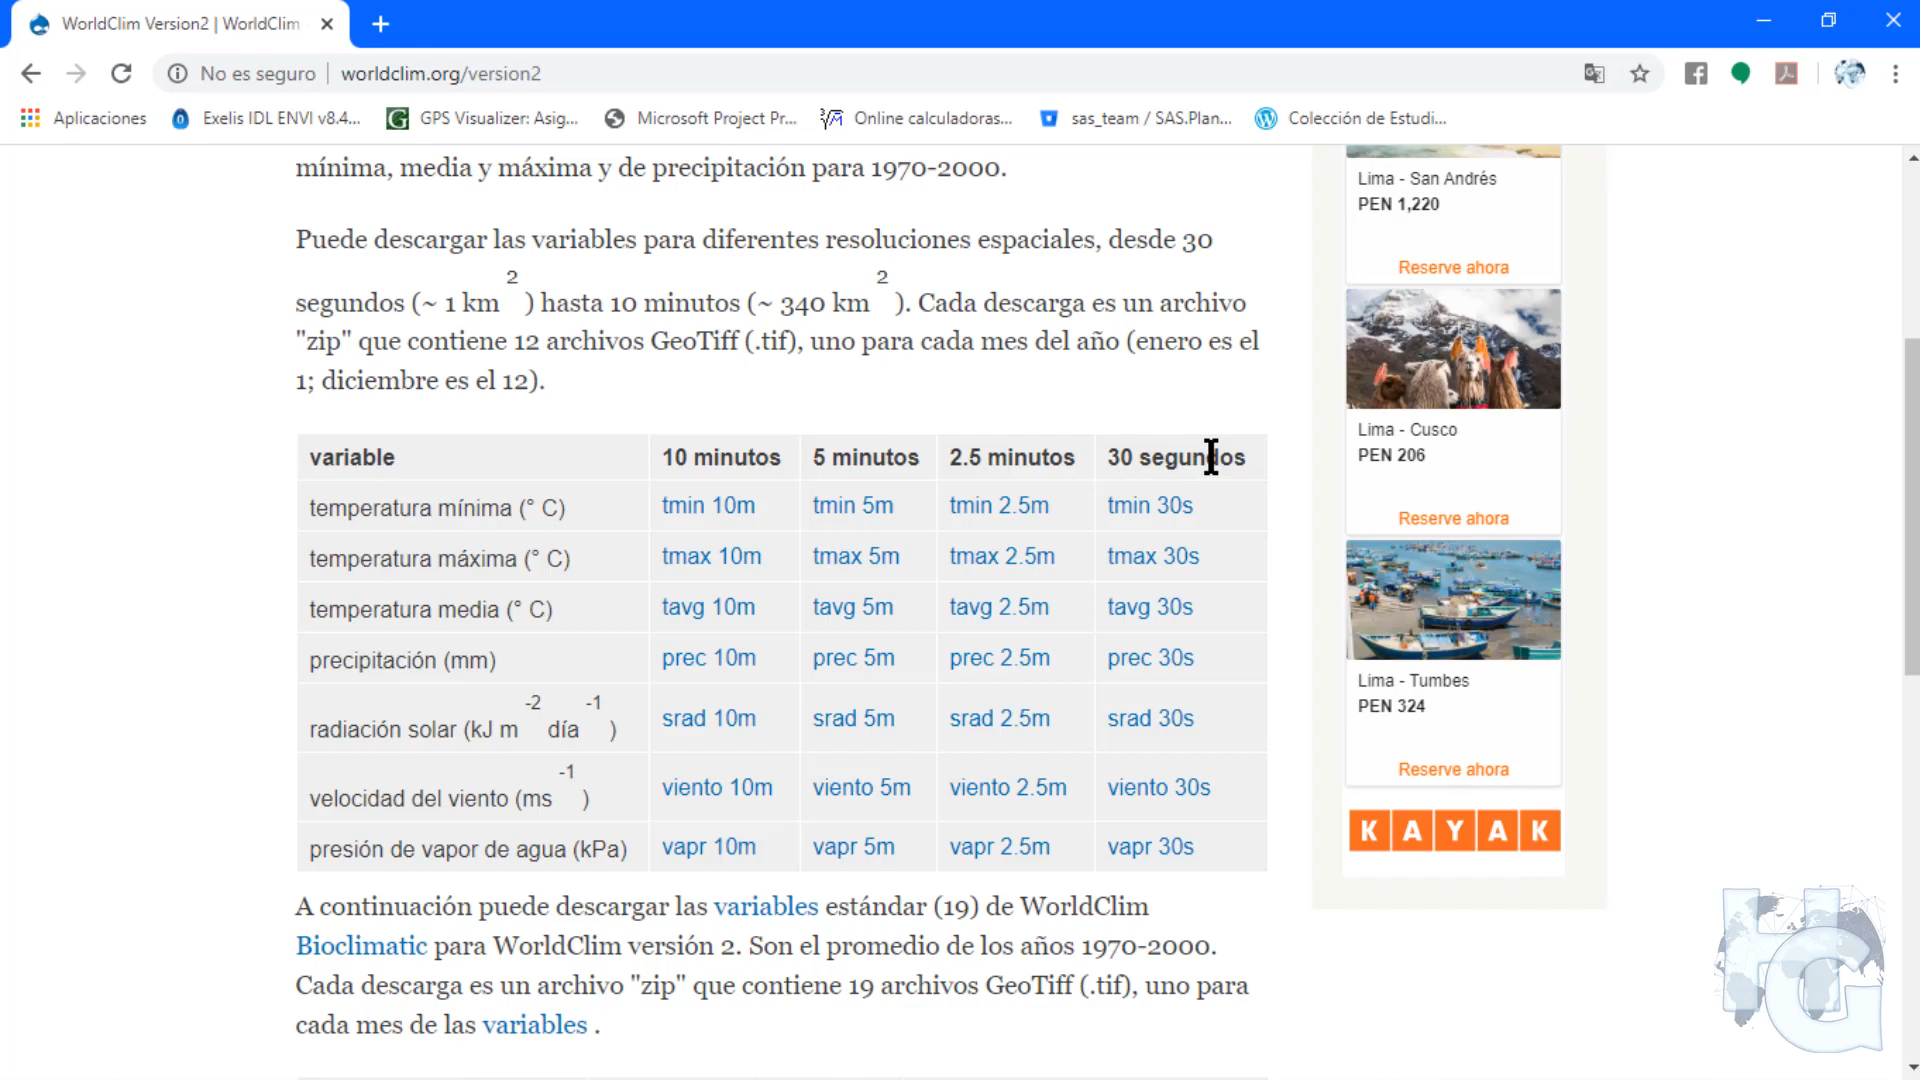 WorldClim Version2 | WorldClim
No es seguro
worldclim.org/version2
Aplicaciones
Exelis IDL ENVI v8.4...
GPS Visualizer: Asig...
Microsoft Project Pr...
Online calculadoras...
sas_team / SAS.Plan...
Colección de Estudi...
mínima, media y máxima y de precipitación para 1970-2000.
Puede descargar las variables para diferentes resoluciones espaciales, desde 30
segundos (~ 1 km 2 ) hasta 10 minutos (~ 340 km 2 ). Cada descarga es un archivo
"zip" que contiene 12 archivos GeoTiff (.tif), uno para cada mes del año (enero es el
1; diciembre es el 12).
variable 10 minutos 5 minutos 2.5 minutos 30 segundos
temperatura mínima (° C) tmin 10m tmin 5m tmin 2.5m tmin 30s
temperatura máxima (° C) tmax 10m tmax 5m tmax 2.5m tmax 30s
temperatura media (° C) tavg 10m tavg 5m tavg 2.5m tavg 30s
precipitación (mm) prec 10m prec 5m prec 2.5m prec 30s
radiación solar (kJ m -2 día -1 ) srad 10m srad 5m srad 2.5m srad 30s
velocidad del viento (ms -1 ) viento 10m viento 5m viento 2.5m viento 30s
presión de vapor de agua (kPa) vapr 10m vapr 5m vapr 2.5m vapr 30s
A continuación puede descargar las variables estándar (19) de WorldClim
Bioclimatic para WorldClim versión 2. Son el promedio de los años 1970-2000.
Cada descarga es un archivo "zip" que contiene 19 archivos GeoTiff (.tif), uno para
cada mes de las variables .
Lima - San Andrés
PEN 1,220
Reserve ahora
Lima - Cusco
PEN 206
Reserve ahora
Lima - Tumbes
PEN 324
Reserve ahora
KAYAK
HG